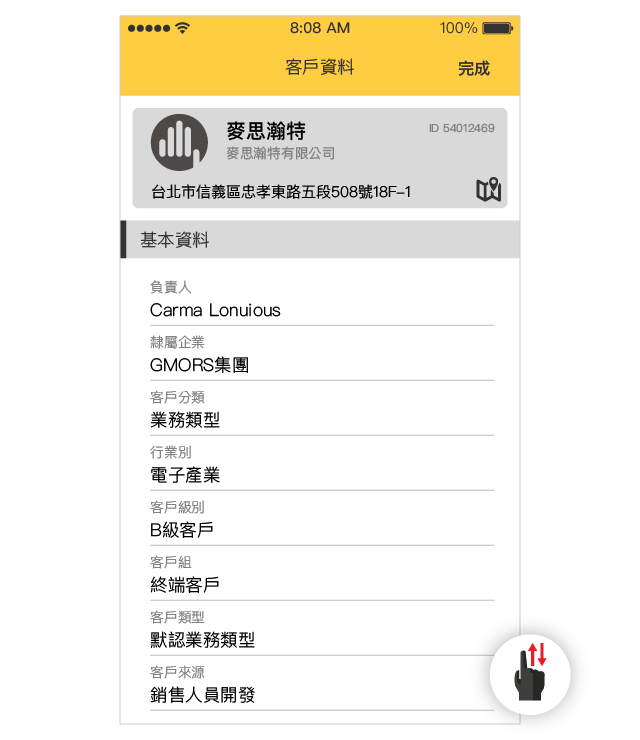 8:08 AM
100%
客戶資料
完成
麥思瀚特
ID 54012469
麥思瀚特有限公司
台北市信義區忠孝東路五段508號18F-1
基本資料
負責人
Carma Lonuious
隸屬企業
GMORS集團
客戶分類
業務類型
行業別
電子產業
客戶級別
B級客戶
客戶組
終端客戶
客戶類型
默認業務類型
客戶來源
銷售人員開發